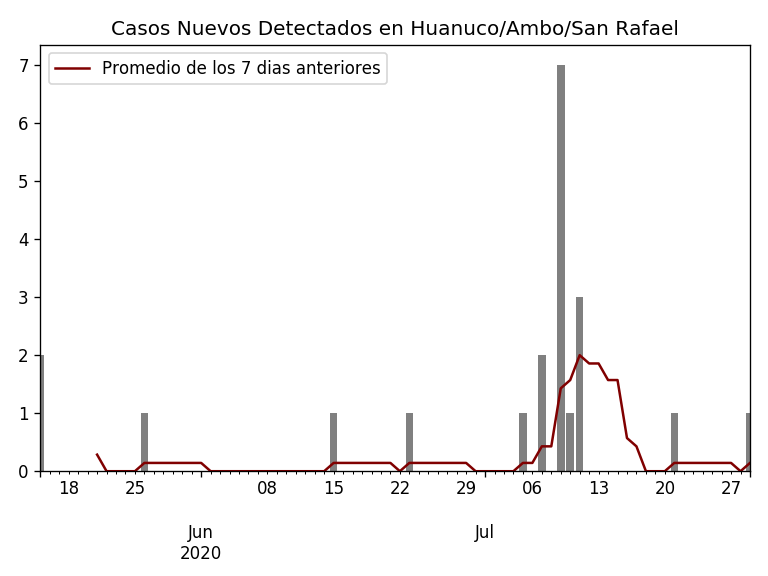 Casos Nuevos Detectados en Huanuco/Ambo/San Rafael
Promedio de los 7 dias anteriores
7
6
5
4
3
2
1
0
18 25 08 15 22 29 06 13 20 27
Jun Jul
2020